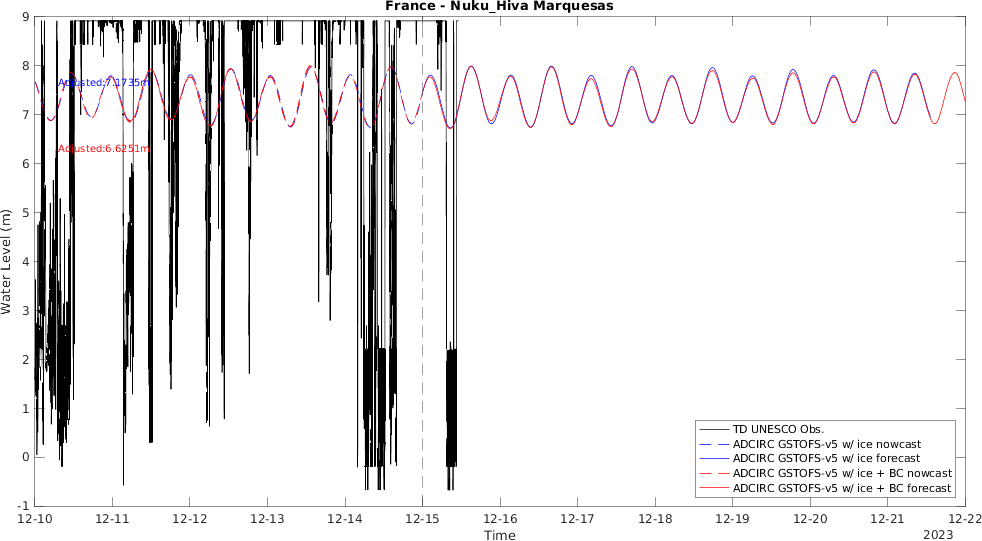 France - Nuku_Hiva Marquesas
9
8
7
6
5
4
3
2
1
0
-1
Water Level (m)
Adjusted:7.1735m
Adjusted:6.6251m
TD UNESCO Obs.
ADCIRC GSTOFS-v5 w/ ice nowcast
ADCIRC GSTOFS-v5 w/ ice forecast
ADCIRC GSTOFS-v5 w/ ice + BC nowcast
ADCIRC GSTOFS-v5 w/ ice + BC forecast
12-10 12-11 12-12 12-13 12-14 12-15 12-16 12-17 12-18 12-19 12-20 12-21 12-22
Time
2023